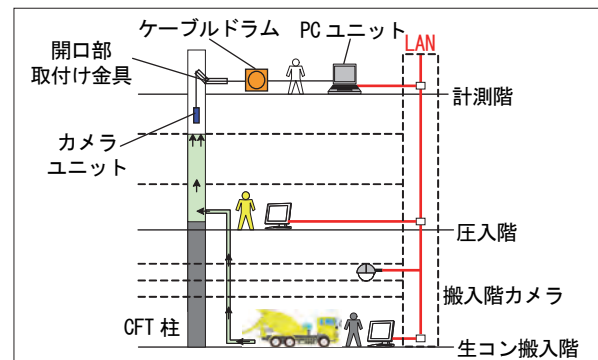 ケーブルドラム
PCユニット
LAN
開口部
取付け金具
計測階
カメラ
ユニット
圧入階
搬入階カメラ
CFT柱
生コン搬入階